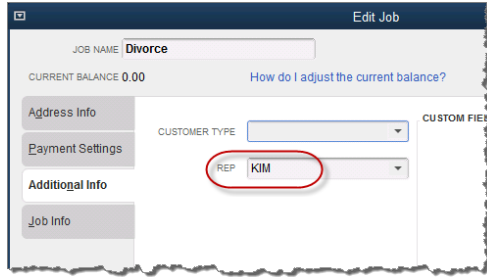 Edit Job
JOB NAME Divorce
CURRENT BALANCE 0.00 How do I adjust the current balance?
Address Info
Payment Settings
Additional Info
Job Info
CUSTOMER TYPE
REP KIM
CUSTOM FIE